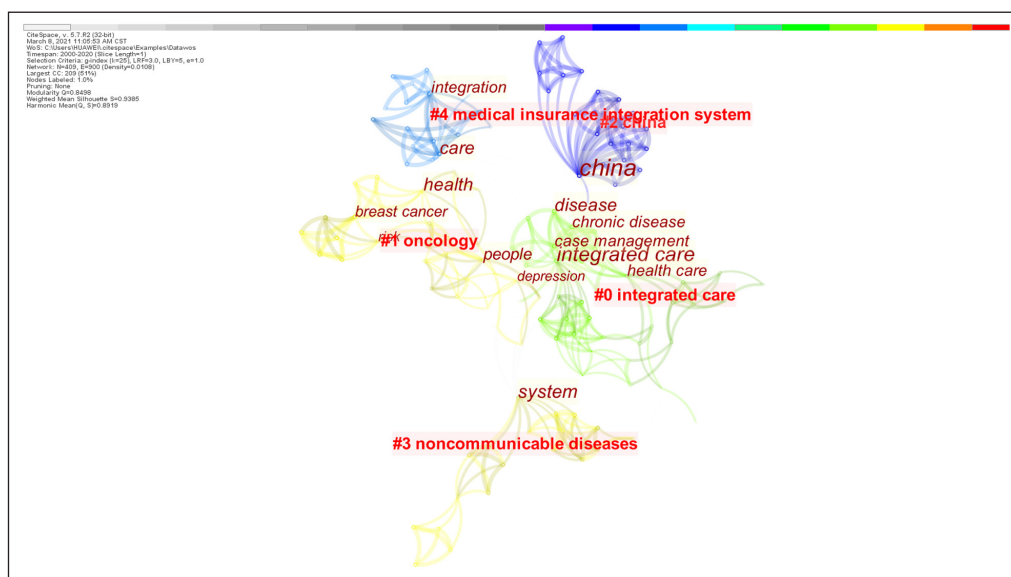 CiteSpace, v. 5.7.R2 (32-bit)
March 8, 2021 11:05:53 AM CST
WoS: C:\Users\HUAWEI\.citespace\Examples\Datawos
Timespan: 2000-2020 (Slice Length=1)
Selection Criteria: g-index (k=25), LRF=3.0, LBY=5, e=1.0
Network: N=409, E=900 (Density=0.0108)
Largest CC: 209 (51%)
Nodes Labeled: 1.0%
Pruning: None
Modularity Q=0.8498
Weighted Mean Silhouette S=0.9385
Harmonic Mean(Q, S)=0.8919
integration
#4 medical insurance integration system
#2 china
care
china
health
disease
breast cancer
chronic disease
risk
#1 oncology
case management
people
integrated care
depression
health care
#0 integrated care
system
#3 noncommunicable diseases